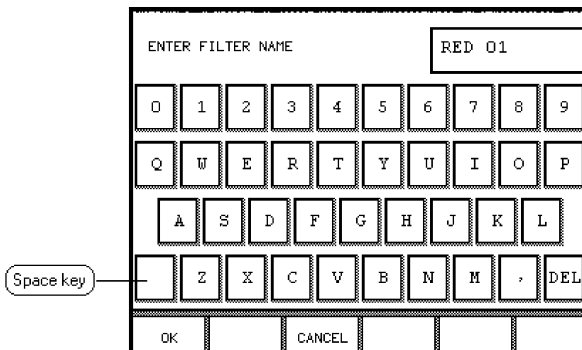 ENTER FILTER NAME RED 01
0 1 2 3 4 5 6 7 8 9
Q W E R T Y U I O P
A S D F G H J K L
Space key Z X C V B N M , DEL
OK CANCEL